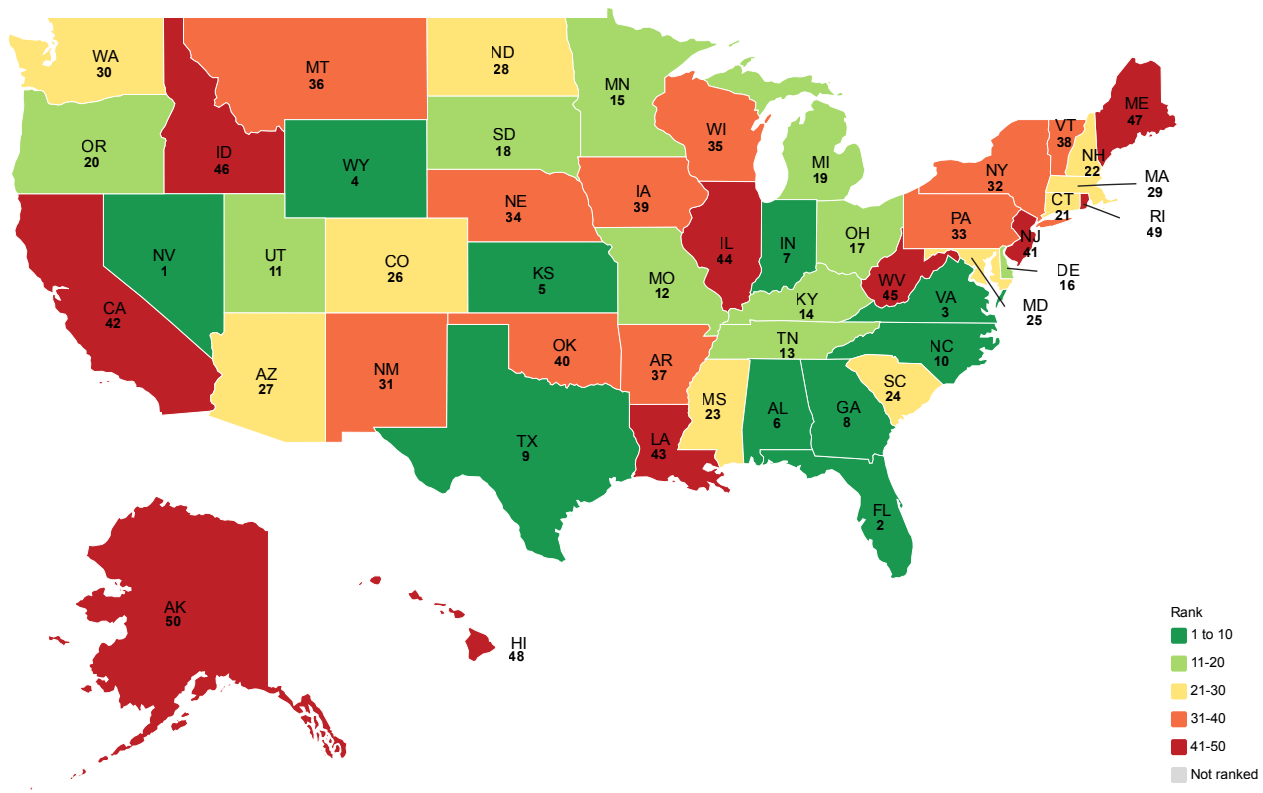 WA
30
MT
36
ND
28
MN
15
OR
20
ID
46
WY
4
SD
18
WI
35
MI
19
NY
32
VT
38
NH
22
ME
47
MA
29
CT
21
RI
49
NV
1
UT
11
CO
26
NE
34
IA
39
IL
44
IN
7
OH
17
PA
33
NJ
41
DE
16
MD
25
CA
42
KS
5
MO
12
KY
14
WV
45
VA
3
AZ
27
NM
31
OK
40
AR
37
TN
13
NC
10
SC
24
TX
9
LA
43
MS
23
AL
6
GA
8
FL
2
AK
50
HI
48
Rank
1 to 10
11-20
21-30
31-40
41-50
Not ranked